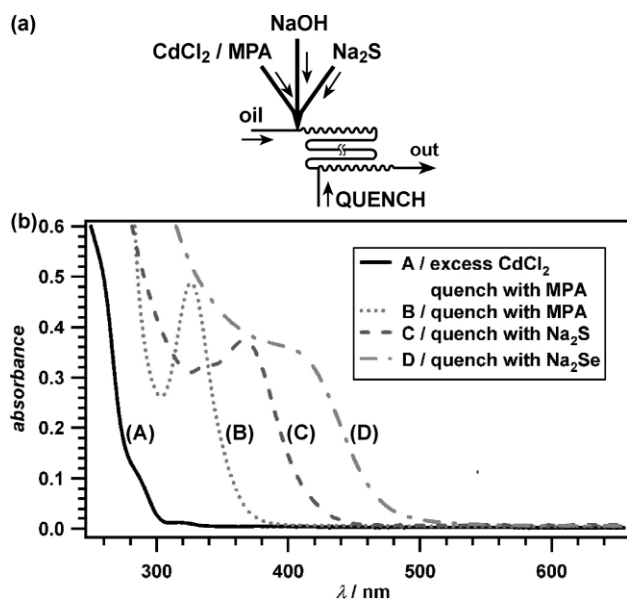 (a)
NaOH
CdCl₂ / MPA
Na₂S
oil
out
QUENCH
(b)
0.6
0.5
0.4
0.3
0.2
0.1
0.0
absorbance
A / excess CdCl₂
quench with MPA
B / quench with MPA
C / quench with Na₂S
D / quench with Na₂Se
(A)
(B)
(C)
(D)
300
400
500
600
λ / nm